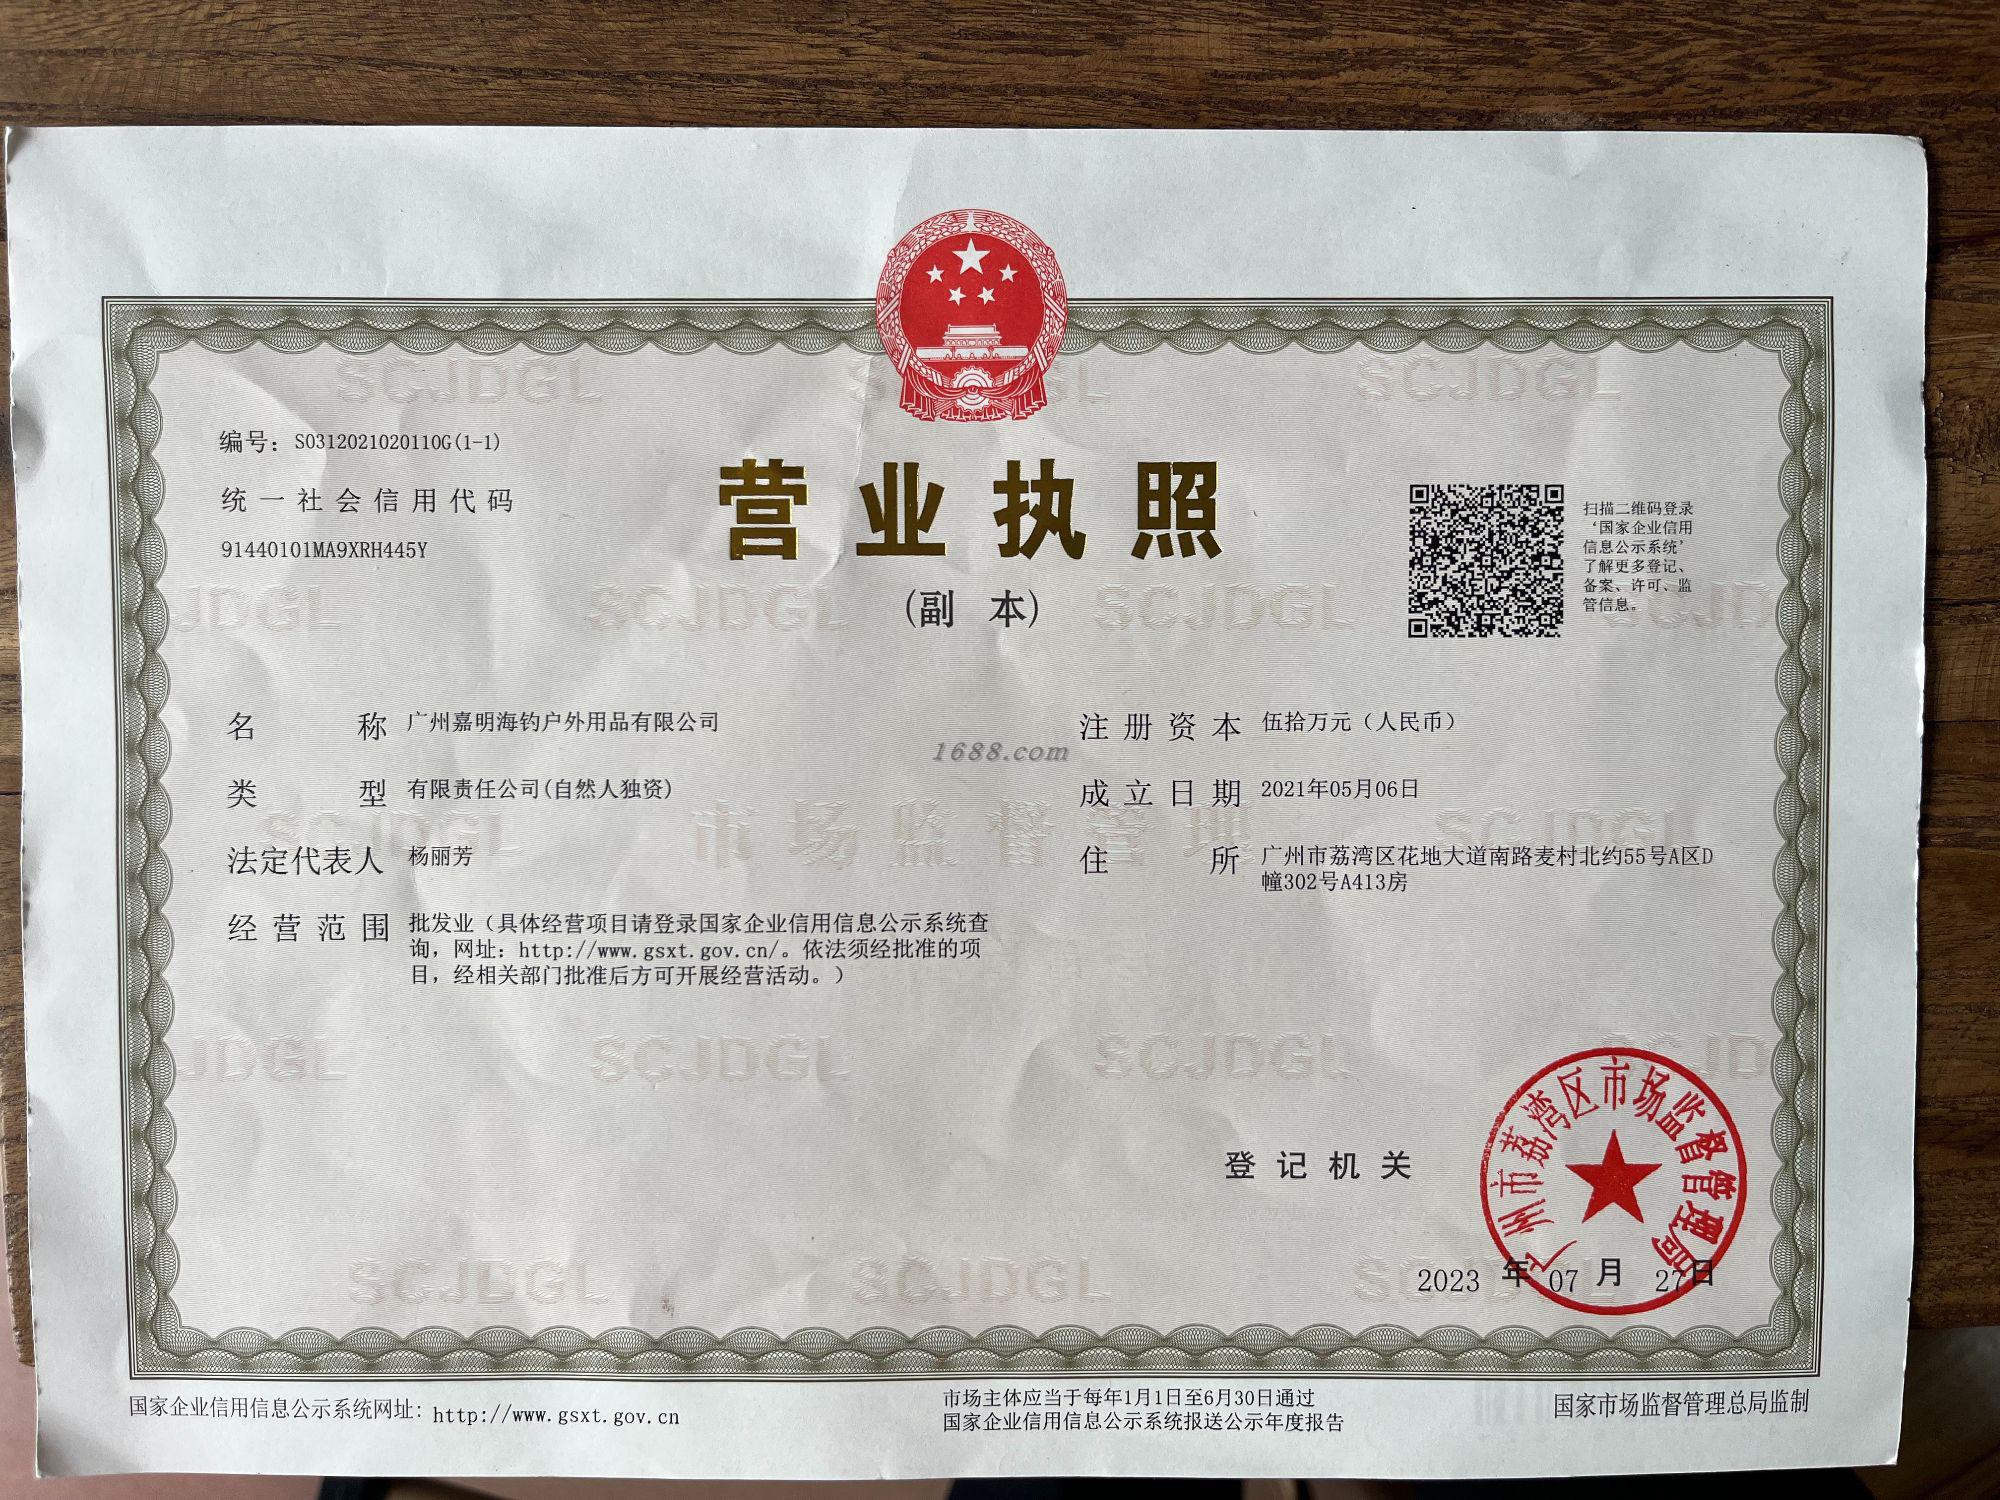 编号：S0312021020110G(1-1)
统一社会信用代码
91440101MA9XRH445Y
营业执照
（副 本）
扫描二维码登录
‘国家企业信用
信息公示系统’
了解更多登记、
备案、许可、监
管信息。
名称 广州嘉明海钓户外用品有限公司
类型 有限责任公司(自然人独资)
法定代表人 杨丽芳
经营范围 批发业（具体经营项目请登录国家企业信用信息公示系统查
询，网址：http://www.gsxt.gov.cn/。依法须经批准的项
目，经相关部门批准后方可开展经营活动。）
1688.com
注册资本 伍拾万元（人民币）
成立日期 2021年05月06日
住所 广州市荔湾区花地大道南路麦村北约55号A区D
幢302号A413房
SCJDGL
市场监督管理
登记机关
广州市荔湾区市场监督管理局
2023 年 07 月 27日
国家企业信用信息公示系统网址：http://www.gsxt.gov.cn
市场主体应当于每年1月1日至6月30日通过
国家企业信用信息公示系统报送公示年度报告
国家市场监督管理总局监制